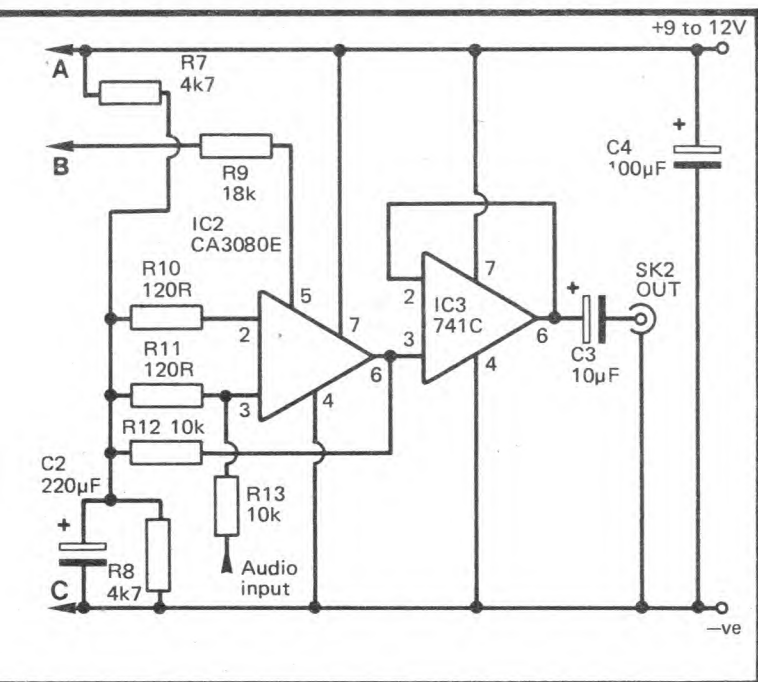 +9 to 12V
A
R7
4k7
B
R9
18k
+
C4
100µF
IC2
CA3080E
R10
120R
5
2
7
6
R11
120R
3
4
R12 10k
2
7
IC3
741C
3
6
4
+
C3
10µF
SK2
OUT
C2
220µF
+
R13
10k
Audio
input
R8
4k7
C
–ve